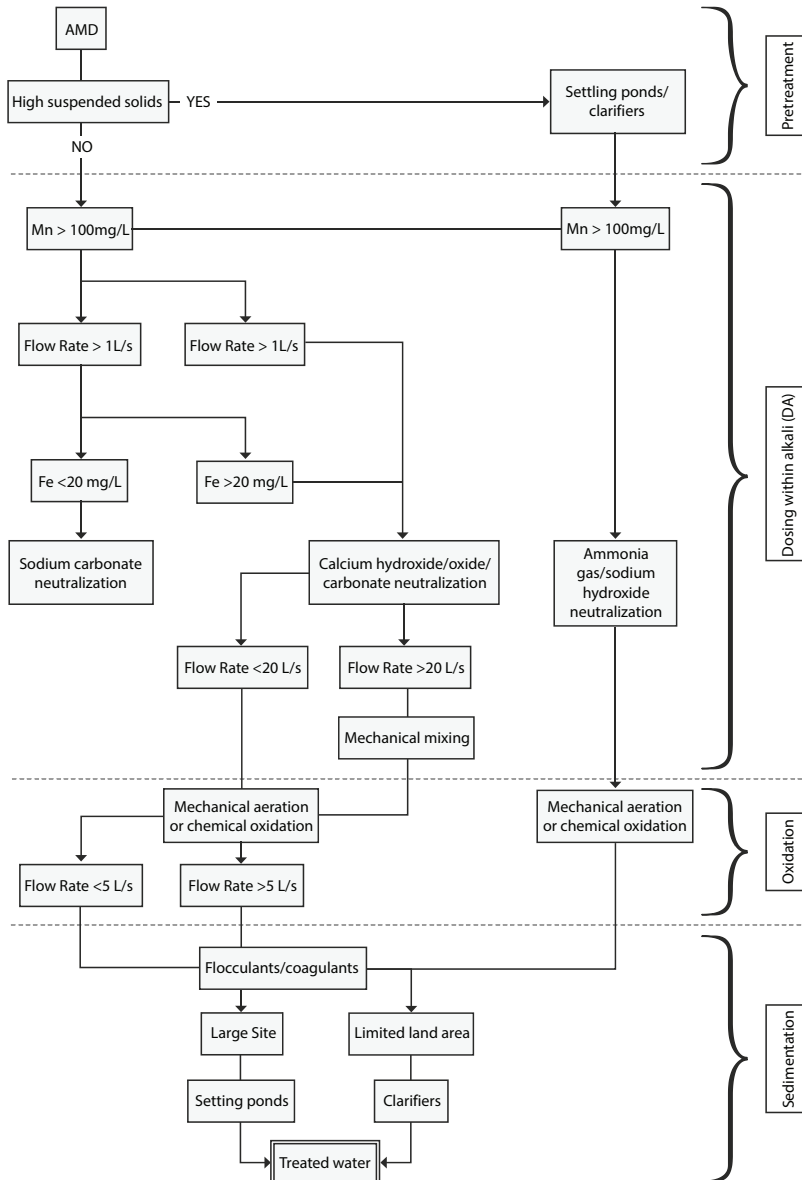 AMD
High suspended solids
YES
Settling ponds/
clarifiers
NO
Pretreatment
Mn > 100mg/L
Mn > 100mg/L
Flow Rate > 1L/s
Flow Rate > 1L/s
Fe <20 mg/L
Fe >20 mg/L
Sodium carbonate
neutralization
Calcium hydroxide/oxide/
carbonate neutralization
Ammonia
gas/sodium
hydroxide
neutralization
Flow Rate <20 L/s
Flow Rate >20 L/s
Mechanical mixing
Dosing within alkali (DA)
Mechanical aeration
or chemical oxidation
Mechanical aeration
or chemical oxidation
Flow Rate <5 L/s
Flow Rate >5 L/s
Oxidation
Flocculants/coagulants
Large Site
Limited land area
Setting ponds
Clarifiers
Treated water
Sedimentation